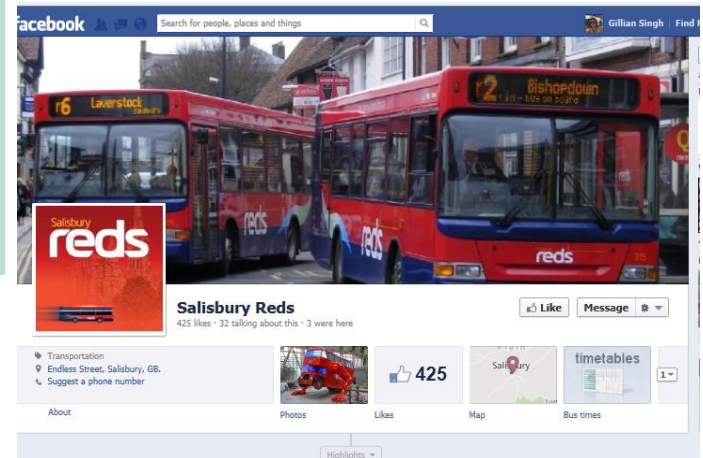 facebook
Search for people, places and things
Gillian Singh
Find
r6 Laverstock
r2 Bishopdown
reds
reds
315
Salisbury
reds
Salisbury Reds
425 likes · 32 talking about this · 3 were here
Like
Message
Transportation
Endless Street, Salisbury, GB.
Suggest a phone number
About
Photos
425
Likes
Salisbury
Map
timetables
Bus times
1
Highlights